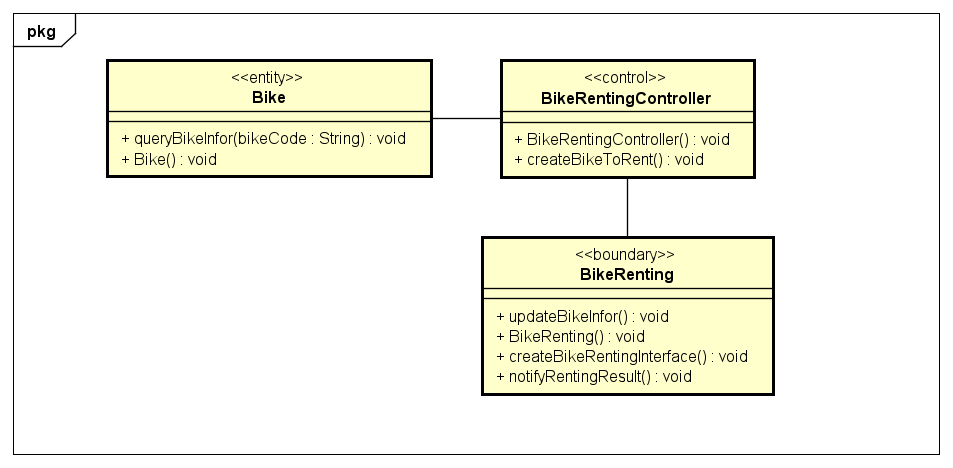 pkg
<<entity>>
Bike
+ queryBikeInfor(bikeCode : String) : void
+ Bike() : void
<<control>>
BikeRentingController
+ BikeRentingController() : void
+ createBikeToRent() : void
<<boundary>>
BikeRenting
+ updateBikeInfor() : void
+ BikeRenting() : void
+ createBikeRentingInterface() : void
+ notifyRentingResult() : void